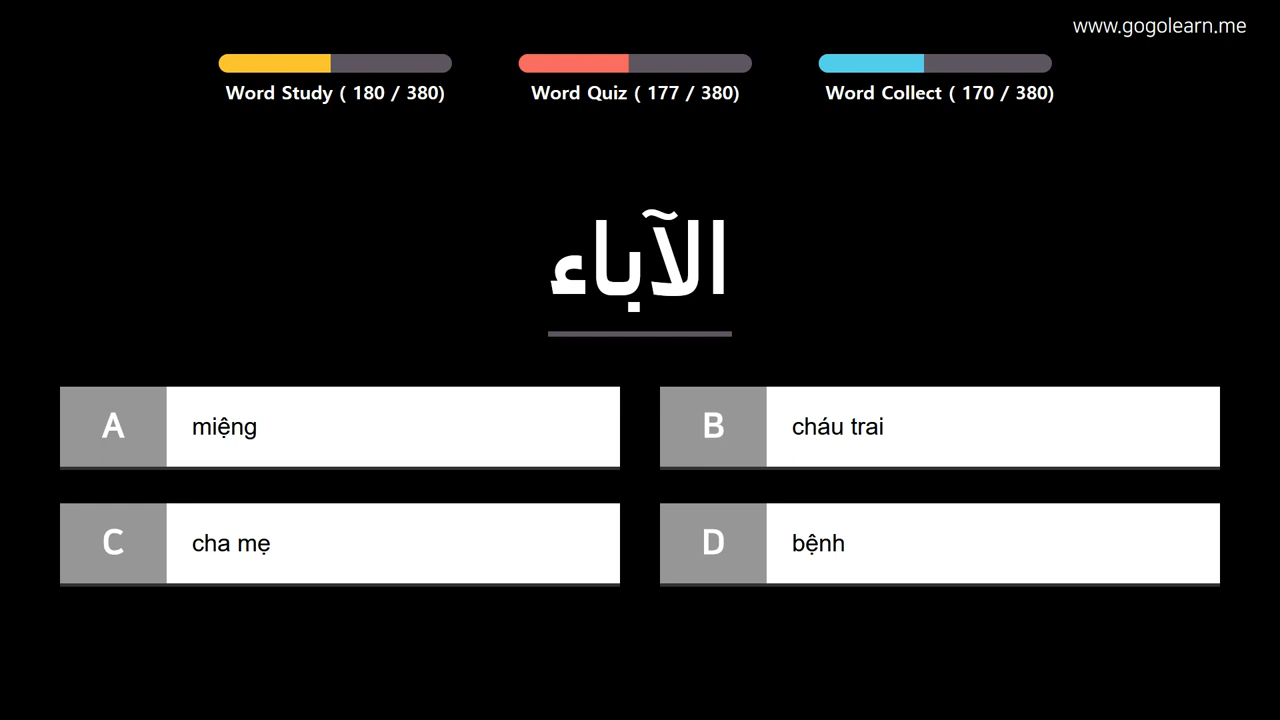 www.gogolearn.me
Word Study ( 180 / 380)
Word Quiz ( 177 / 380)
Word Collect ( 170 / 380)
الآباء
A miệng
B cháu trai
C cha mẹ
D bệnh